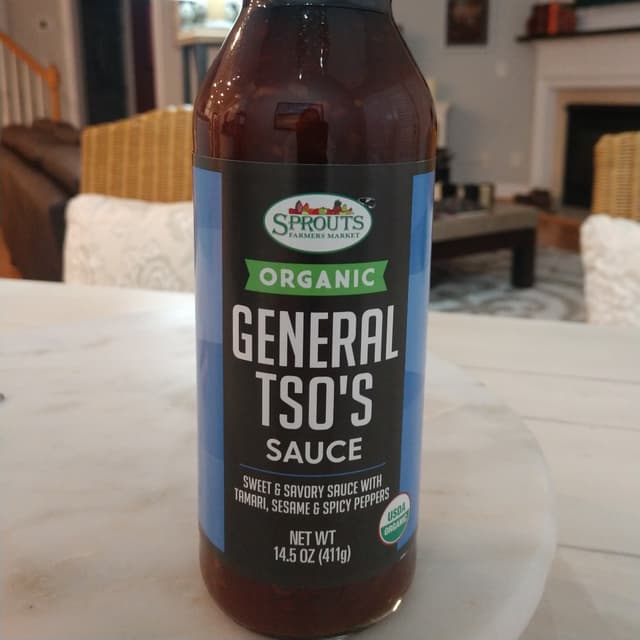 SPROUTS
FARMERS MARKET
ORGANIC
GENERAL
TSO'S
SAUCE
SWEET & SAVORY SAUCE WITH
TAMARI, SESAME & SPICY PEPPERS
USDA
ORGANIC
NET WT
14.5 OZ (411g)